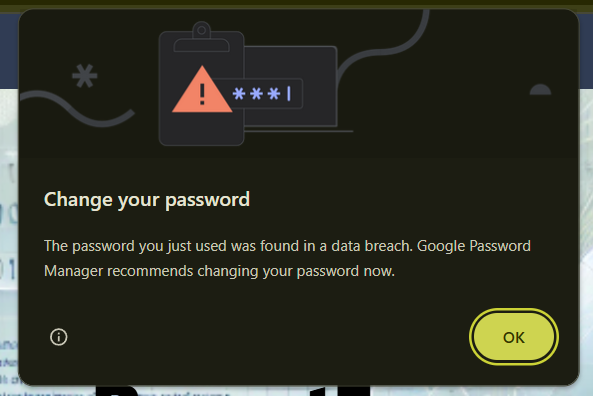 ***|
Change your password
The password you just used was found in a data breach. Google Password
Manager recommends changing your password now.
OK